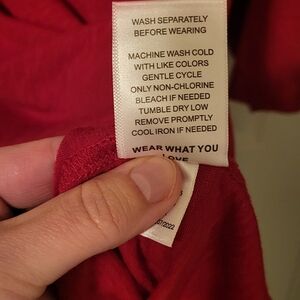 WASH SEPARATELY
BEFORE WEARING
MACHINE WASH COLD
WITH LIKE COLORS
GENTLE CYCLE
ONLY NON-CHLORINE
BLEACH IF NEEDED
TUMBLE DRY LOW
REMOVE PROMPTLY
COOL IRON IF NEEDED
WEAR WHAT YOU
LOVE